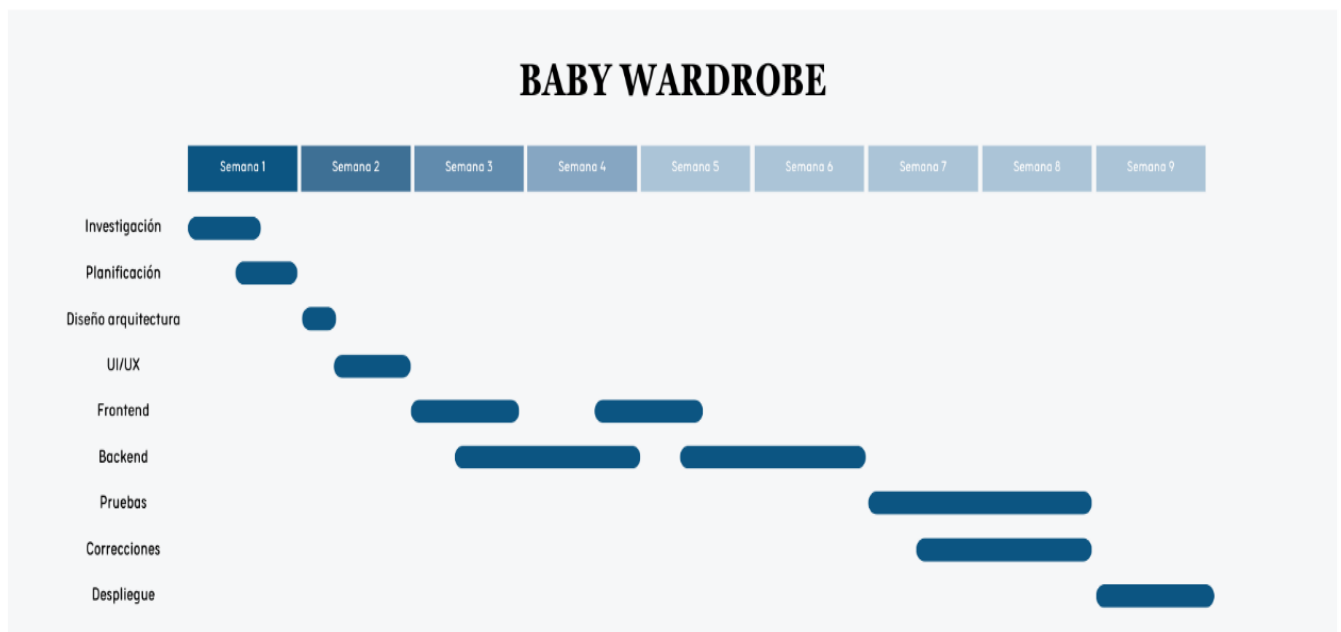 BABY WARDROBE
Semana 1 Semana 2 Semana 3 Semana 4 Semana 5 Semana 6 Semana 7 Semana 8 Semana 9
Investigación
Planificación
Diseño arquitectura
UI/UX
Frontend
Backend
Pruebas
Correcciones
Despliegue